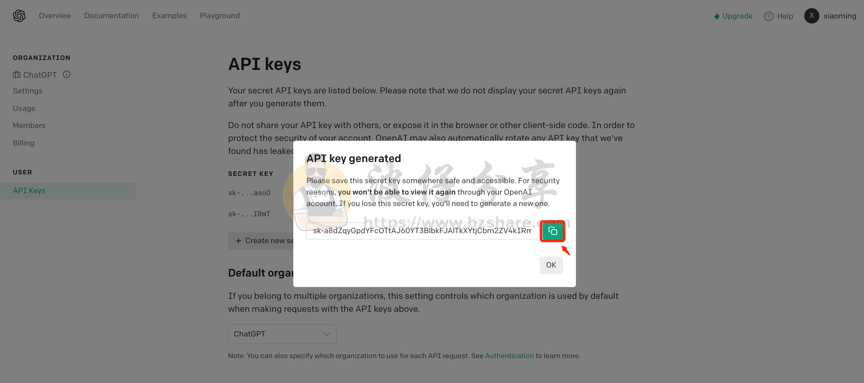 Overview Documentation Examples Playground Upgrade Help X xiaoming
ORGANIZATION
ChatGPT
Settings
Usage
Members
Billing
USER
API Keys
API keys
Your secret API keys are listed below. Please note that we do not display your secret API keys again
after you generate them.
Do not share your API key with others, or expose it in the browser or other client-side code. In order to
protect the security of your account, OpenAI may also automatically rotate any API key that we've
found has leaked
SECRET KEY
sk-...asoO
sk-...IRmT
+ Create new se
API key generated
Please save this secret key somewhere safe and accessible. For security
reasons, you won't be able to view it again through your OpenAI
account. If you lose this secret key, you'll need to generate a new one.
OK
波仔分享
https://www.bzshare.com
Default organ
If you belong to multiple organizations, this setting controls which organization is used by default
when making requests with the API keys above.
ChatGPT
Note: You can also specify which organization to use for each API request. See Authentication to learn more.